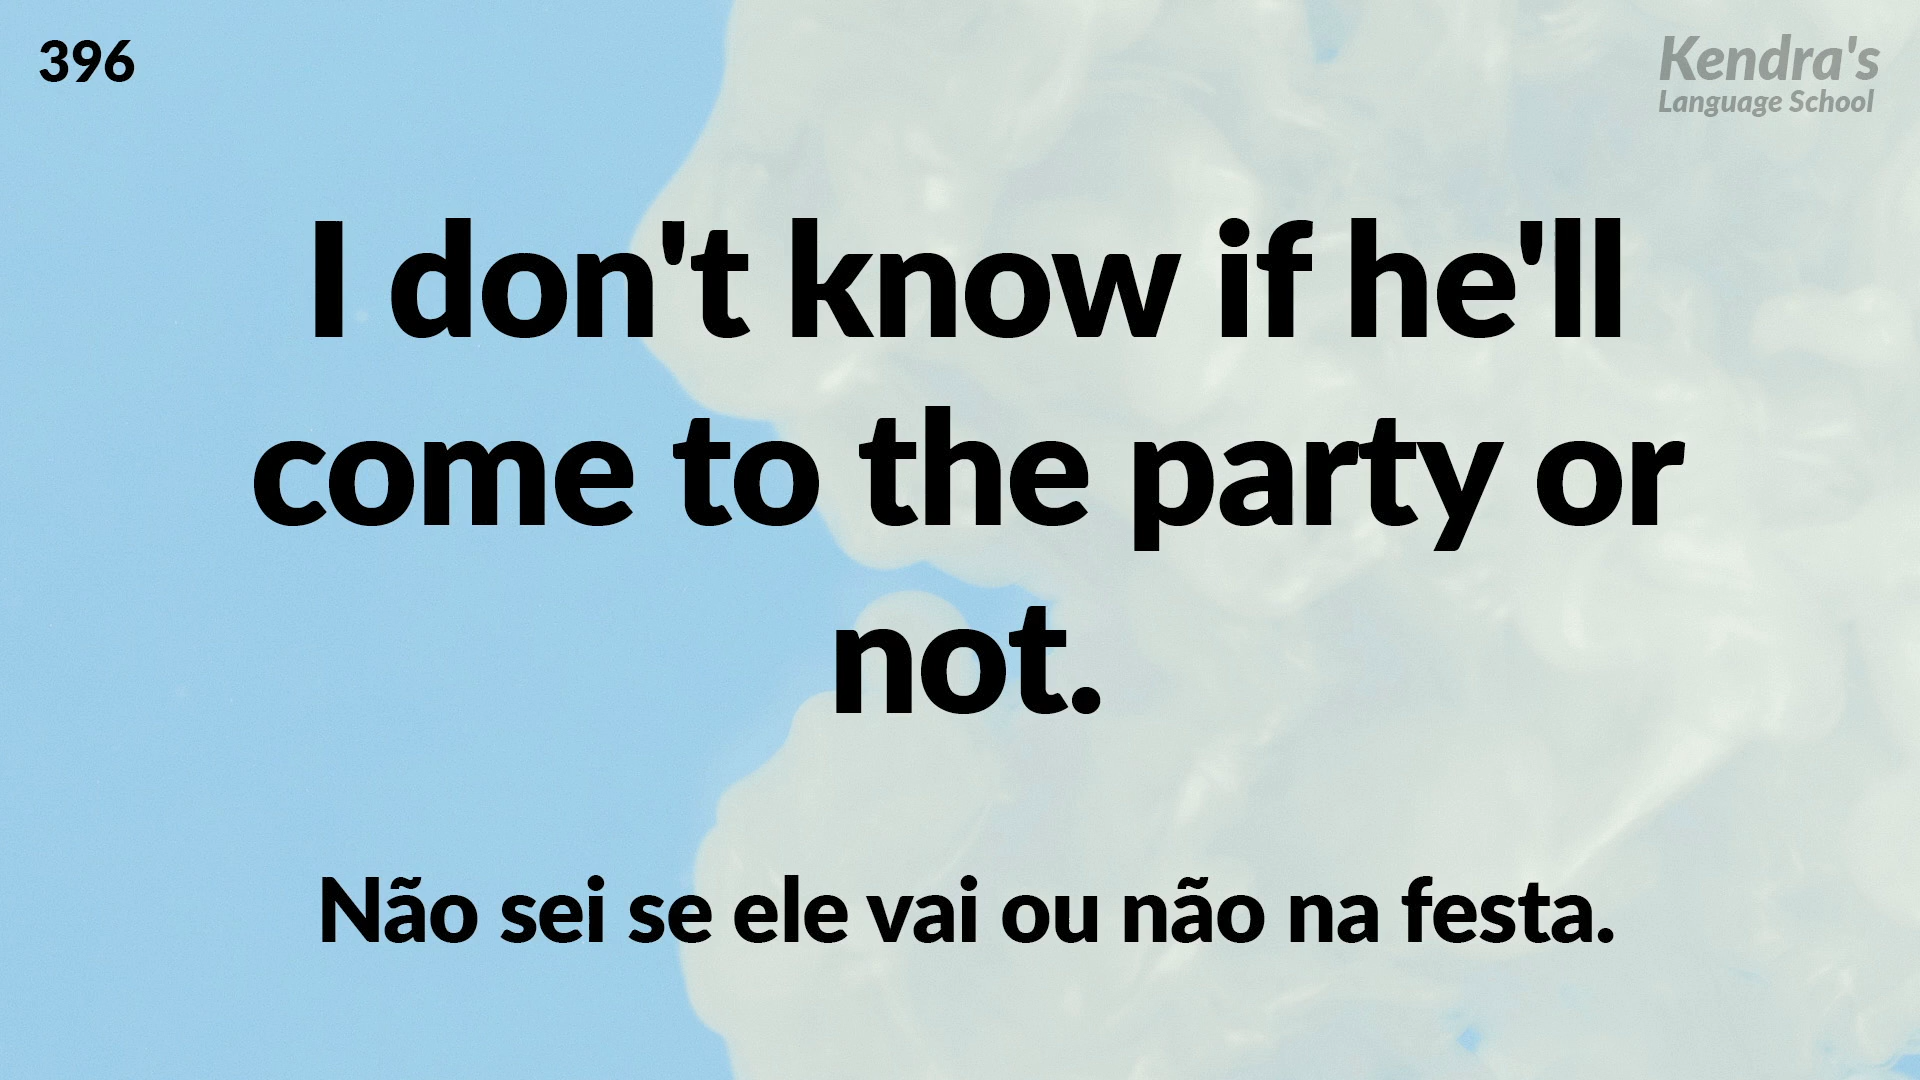 396
Kendra's
Language School
I don't know if he'll
come to the party or
not.
Não sei se ele vai ou não na festa.